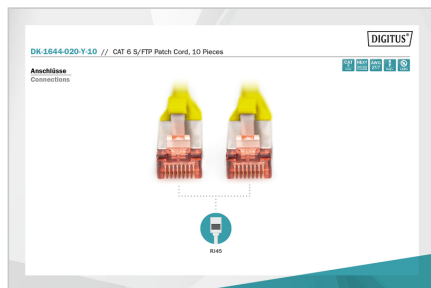 DIGITUS®
DK-1644-020-Y-10 // CAT 6 S/FTP Patch Cord, 10 Pieces
Anschlüsse
Connections
RJ45